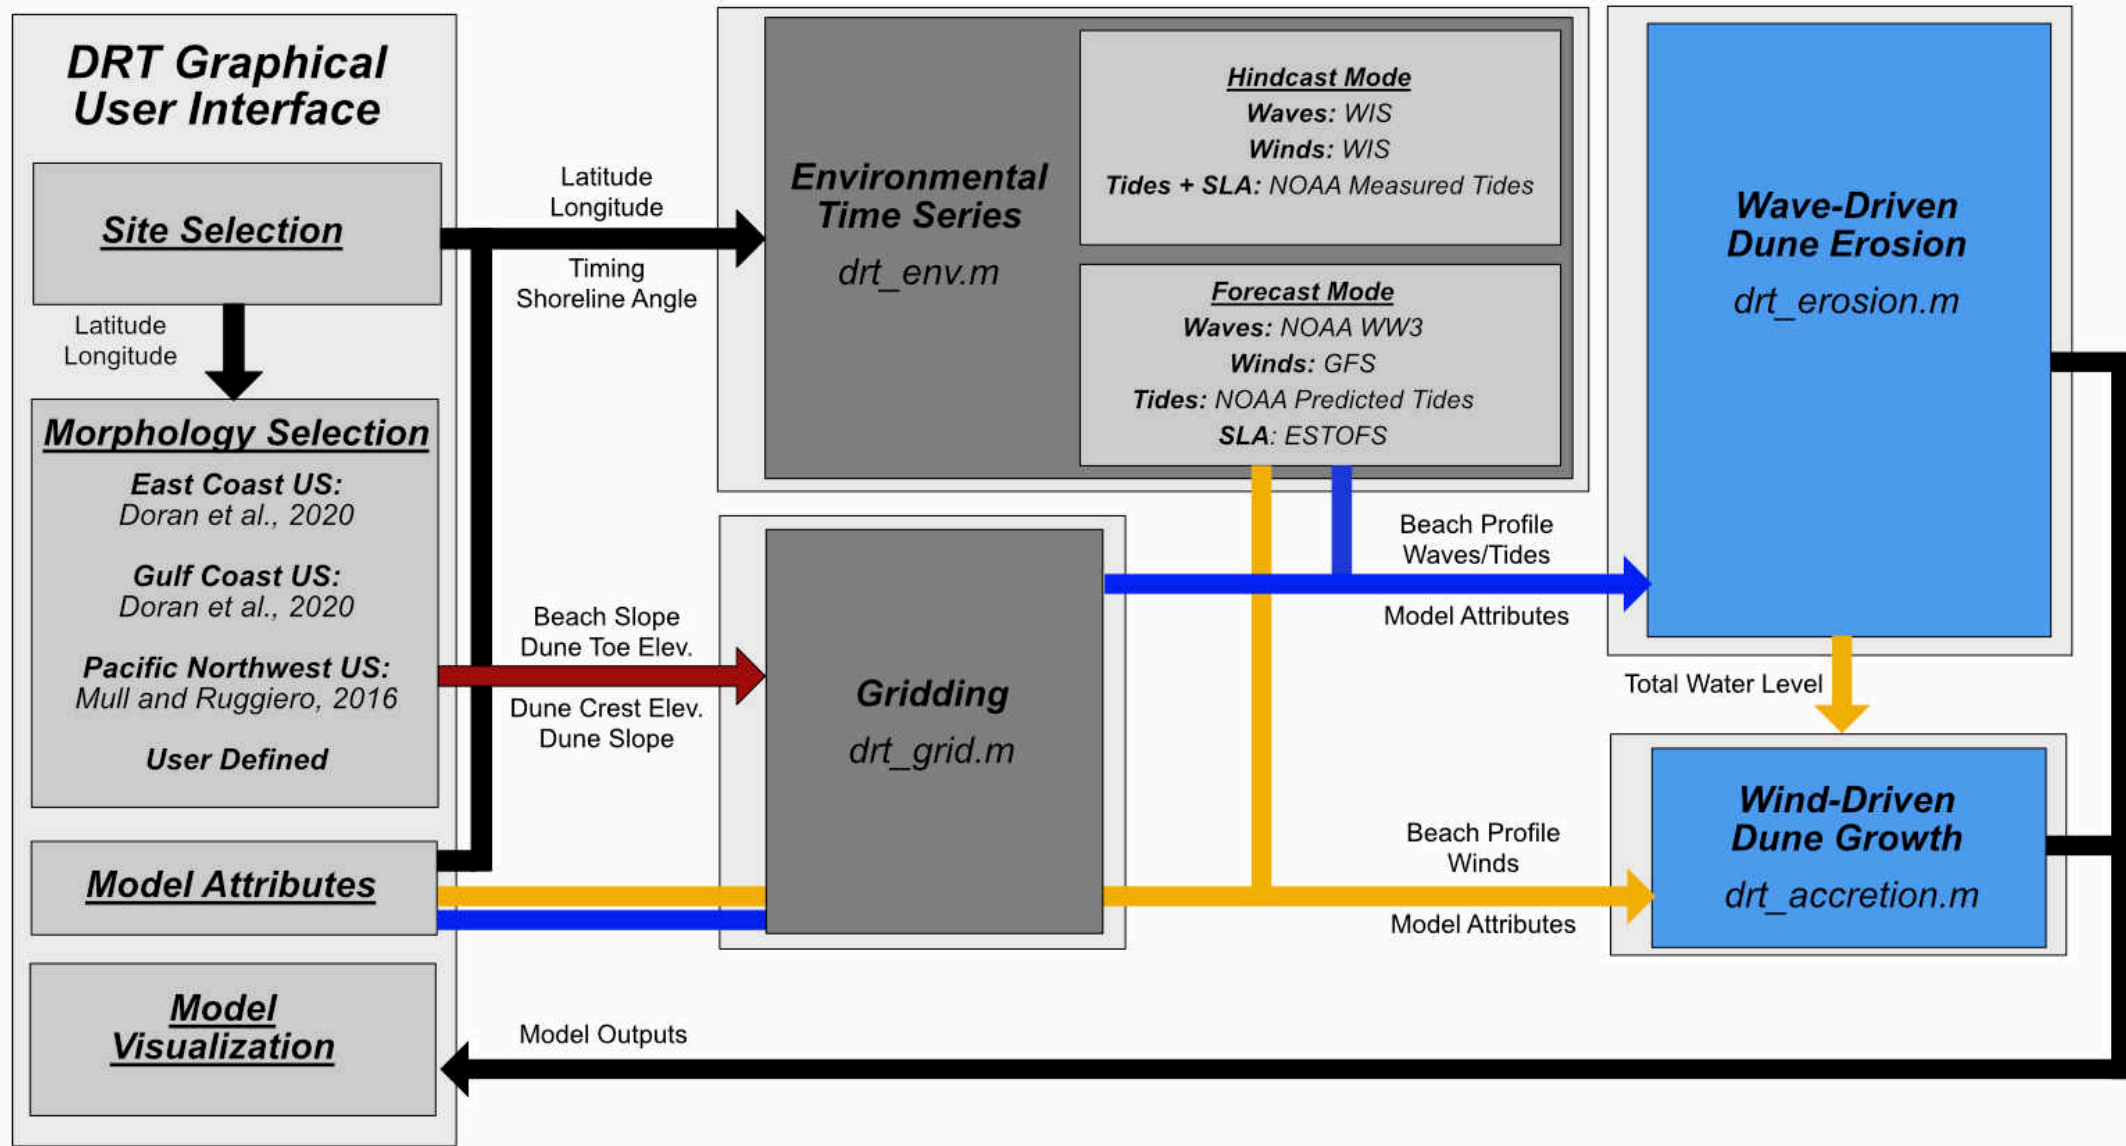 DRT Graphical
User Interface
Site Selection
Latitude
Longitude
Morphology Selection
East Coast US:
Doran et al., 2020
Gulf Coast US:
Doran et al., 2020
Pacific Northwest US:
Mull and Ruggiero, 2016
User Defined
Model Attributes
Model
Visualization
Latitude
Longitude
Timing
Shoreline Angle
Beach Slope
Dune Toe Elev.
Dune Crest Elev.
Dune Slope
Model Outputs
Environmental
Time Series
drt_env.m
Hindcast Mode
Waves: WIS
Winds: WIS
Tides + SLA: NOAA Measured Tides
Forecast Mode
Waves: NOAA WW3
Winds: GFS
Tides: NOAA Predicted Tides
SLA: ESTOFS
Gridding
drt_grid.m
Beach Profile
Waves/Tides
Model Attributes
Beach Profile
Winds
Model Attributes
Wave-Driven
Dune Erosion
drt_erosion.m
Total Water Level
Wind-Driven
Dune Growth
drt_accretion.m